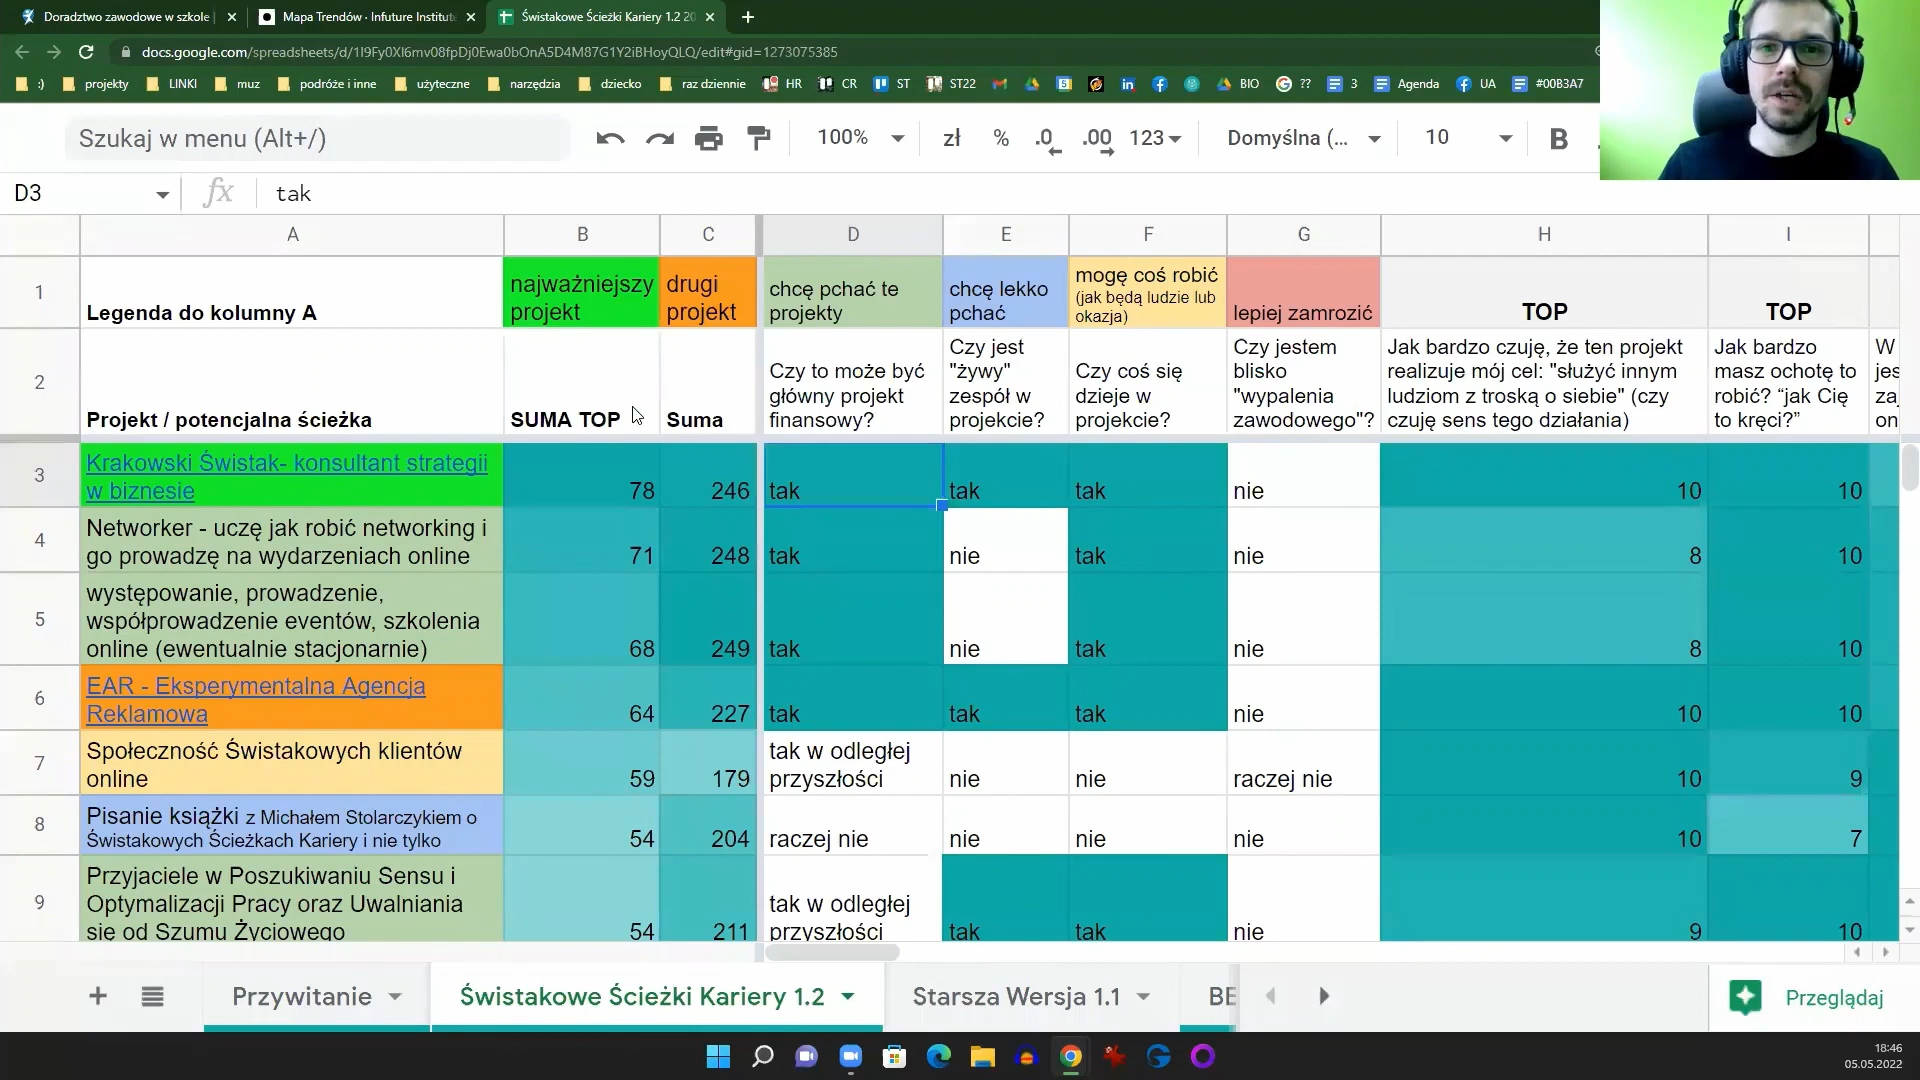 Doradztwo zawodowe w szkole
Mapa Trendów · Infuture Institute
Świstakowe Ścieżki Kariery 1.2 20
docs.google.com/spreadsheets/d/1I9Fy0Xl6mv08fpDj0Ewa0bOnA5D4M87G1Y2iBHoyQLQ/edit#gid=1273075385
:) projekty LINKI muz podróże i inne użyteczne narzędzia dziecko raz dziennie HR CR ST ST22 BIO ?? 3 Agenda UA #00B3A7
Szukaj w menu (Alt+/) 100% zł % .0 .00 123 Domyślna (... 10 B
D3 fx tak
A B C D E F G H I
1
Legenda do kolumny A
najważniejszy
projekt
drugi
projekt
chcę pchać te
projekty
chcę lekko
pchać
mogę coś robić
(jak będą ludzie lub
okazja)
lepiej zamrozić
TOP
TOP
2
Projekt / potencjalna ścieżka
SUMA TOP
Suma
Czy to może być
główny projekt
finansowy?
Czy jest
"żywy"
zespół w
projekcie?
Czy coś się
dzieje w
projekcie?
Czy jestem
blisko
"wypalenia
zawodowego"?
Jak bardzo czuję, że ten projekt
realizuje mój cel: "służyć innym
ludziom z troską o siebie" (czy
czuję sens tego działania)
Jak bardzo
masz ochotę to
robić? “jak Cię
to kręci?”
W
jes
za
on
3
Krakowski Świstak- konsultant strategii
w biznesie
78 246 tak tak tak nie 10 10
4
Networker - uczę jak robić networking i
go prowadzę na wydarzeniach online
71 248 tak nie tak nie 8 10
5
występowanie, prowadzenie,
współprowadzenie eventów, szkolenia
online (ewentualnie stacjonarnie)
68 249 tak nie tak nie 8 10
6
EAR - Eksperymentalna Agencja
Reklamowa
64 227 tak tak tak nie 10 10
7
Społeczność Świstakowych klientów
online
59 179
tak w odległej
przyszłości
nie nie raczej nie 10 9
8
Pisanie książki z Michałem Stolarczykiem o
Świstakowych Ścieżkach Kariery i nie tylko
54 204 raczej nie nie nie nie 10 7
9
Przyjaciele w Poszukiwaniu Sensu i
Optymalizacji Pracy oraz Uwalniania
się od Szumu Życiowego
54 211
tak w odległej
przyszłości
tak tak nie 9 10
Przywitanie Świstakowe Ścieżki Kariery 1.2 Starsza Wersja 1.1 BE Przeglądaj
18:46
05.05.2022